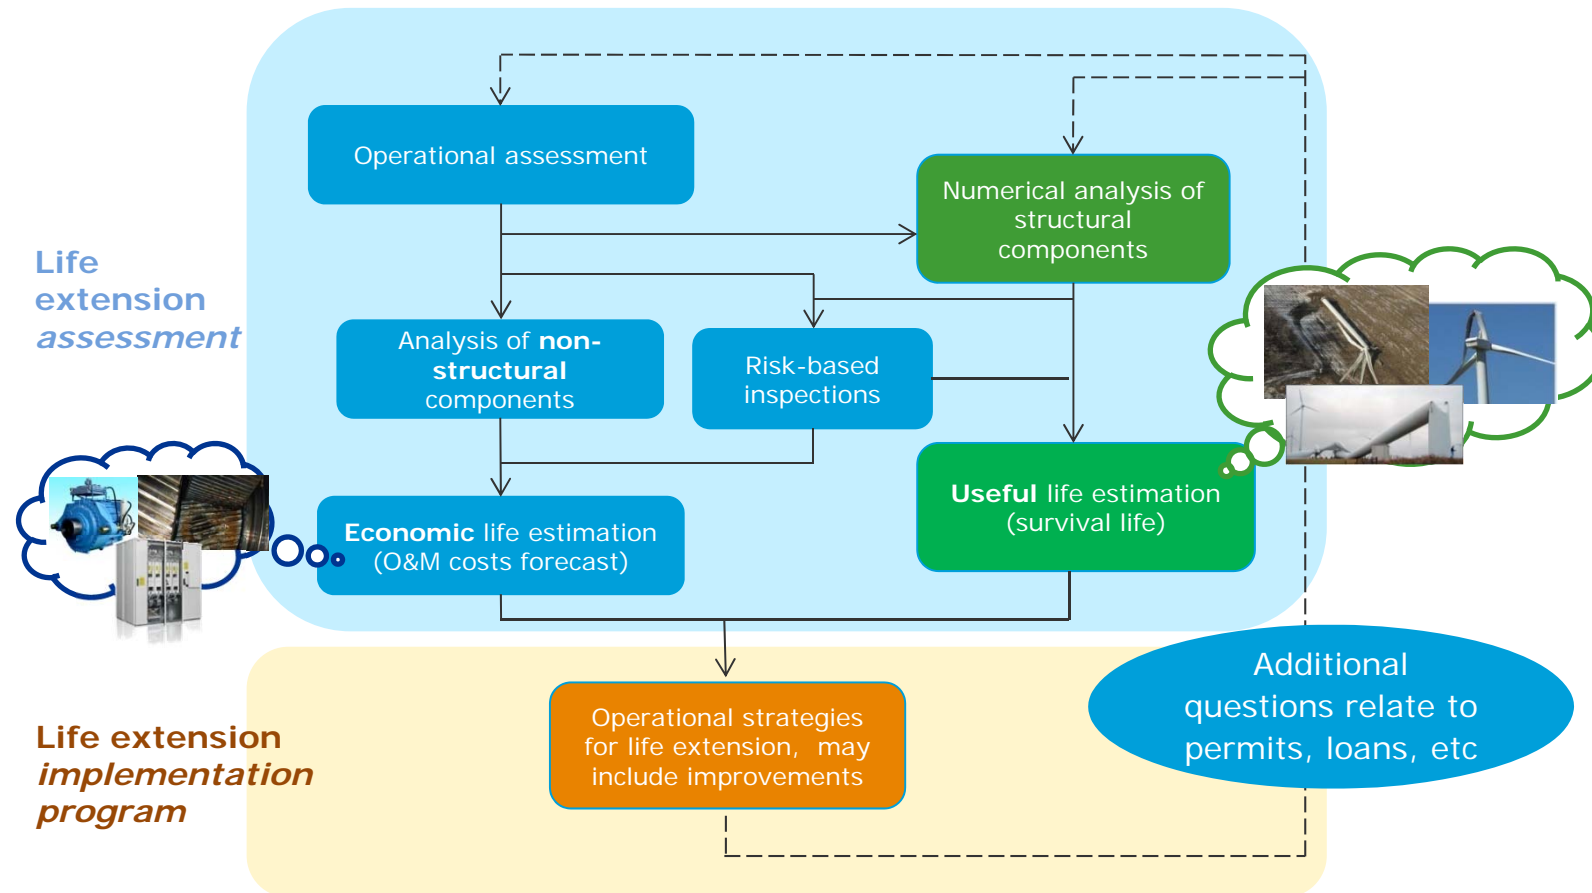 Operational assessment
Numerical analysis of
structural
components
Life
extension
assessment
Analysis of non-
structural
components
Risk-based
inspections
Useful life estimation
(survival life)
Economic life estimation
(O&M costs forecast)
Additional
questions relate to
permits, loans, etc
Life extension
implementation
program
Operational strategies
for life extension, may
include improvements